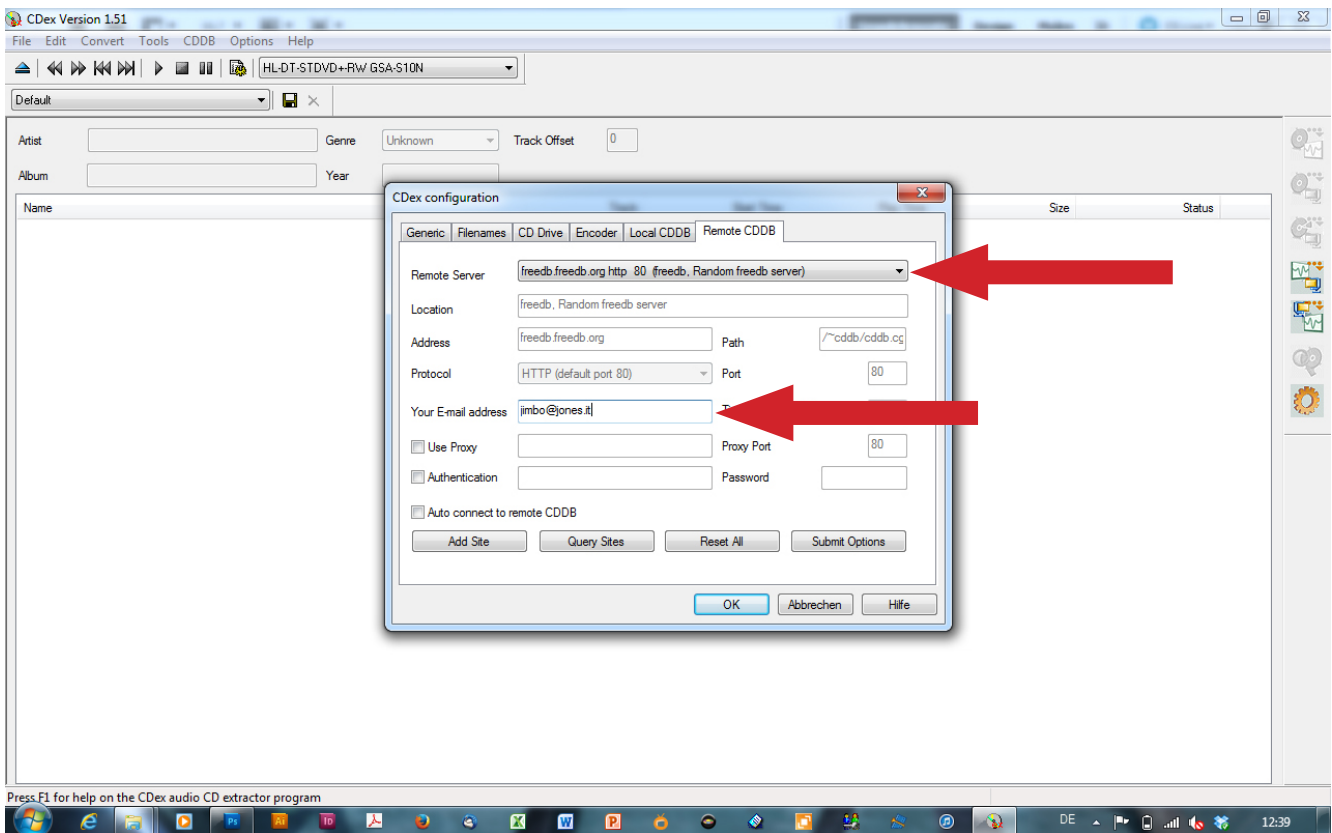 CDex Version 1.51
File Edit Convert Tools CDDB Options Help
HL-DT-STDVD+-RW GSA-S10N
Default
Artist Genre Unknown Track Offset 0
Album Year
Name Size Status
CDex configuration
Generic Filenames CD Drive Encoder Local CDDB Remote CDDB
Remote Server freedb.freedb.org http 80 (freedb, Random freedb server)
Location freedb, Random freedb server
Address freedb.freedb.org Path /~cddb/cddb.cg
Protocol HTTP (default port 80) Port 80
Your E-mail address jimbo@jones.it
Use Proxy Proxy Port 80
Authentication Password
Auto connect to remote CDDB
Add Site Query Sites Reset All Submit Options
OK Abbrechen Hilfe
Press F1 for help on the CDex audio CD extractor program
Ps Ai ID W P DE 12:39